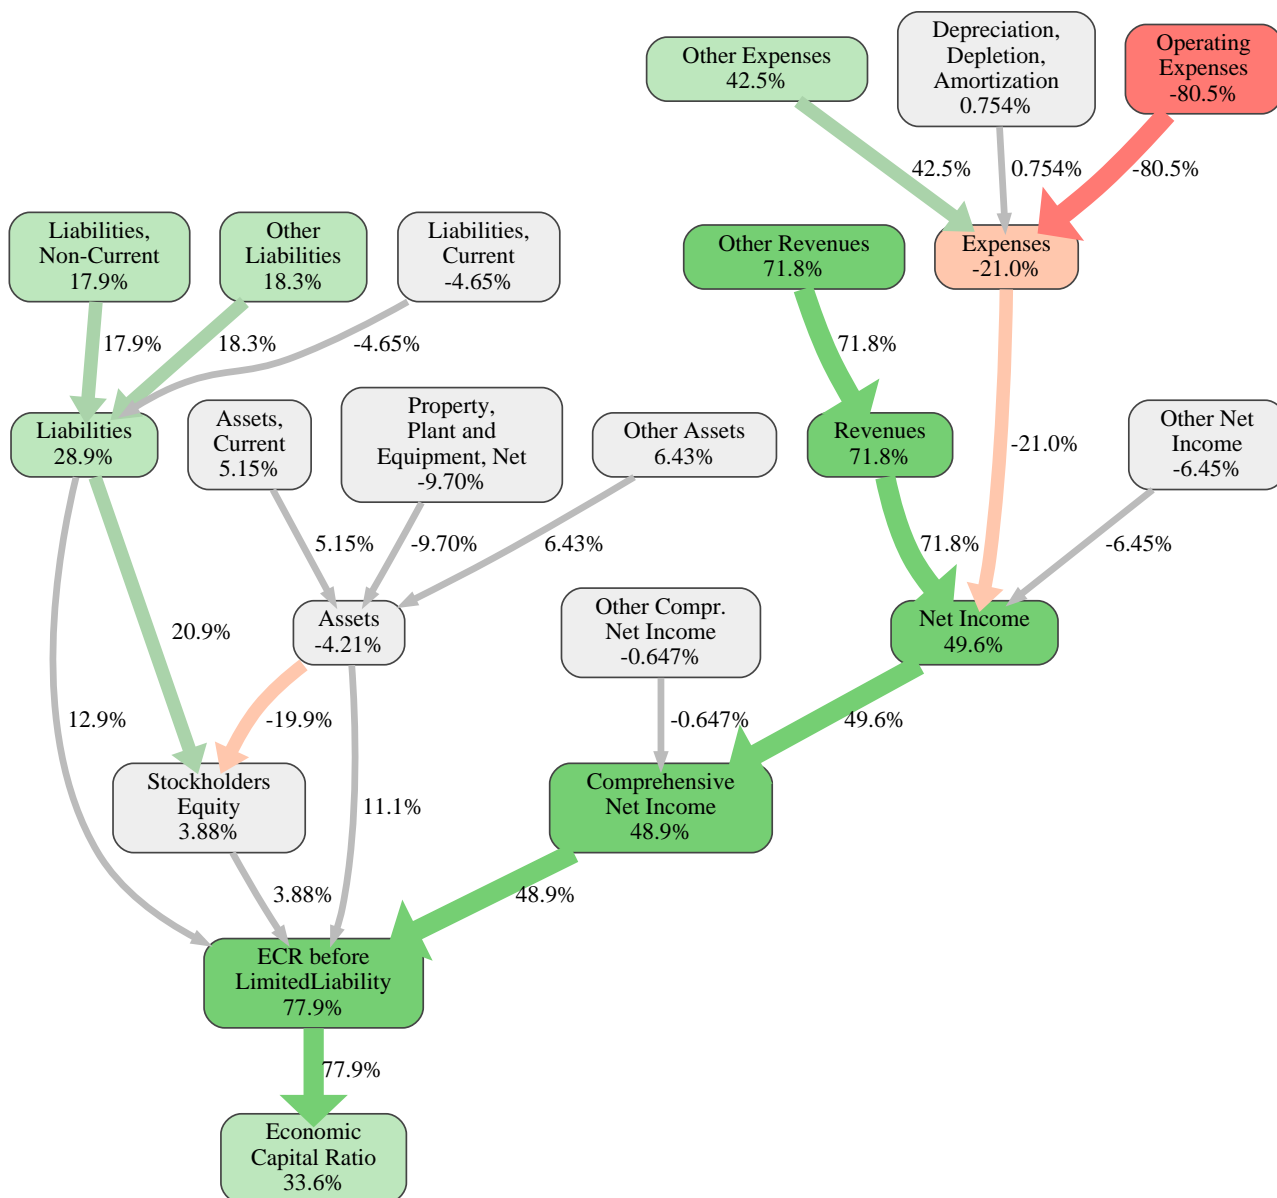 Other Expenses
42.5%
Depreciation,
Depletion,
Amortization
0.754%
Operating
Expenses
-80.5%
42.5%
0.754%
-80.5%
Liabilities,
Non-Current
17.9%
Other
Liabilities
18.3%
Liabilities,
Current
-4.65%
Other Revenues
71.8%
Expenses
-21.0%
17.9%
18.3%
-4.65%
71.8%
Liabilities
28.9%
Assets,
Current
5.15%
Property,
Plant and
Equipment, Net
-9.70%
Other Assets
6.43%
Revenues
71.8%
-21.0%
Other Net
Income
-6.45%
5.15%
-9.70%
6.43%
71.8%
-6.45%
20.9%
Assets
-4.21%
Other Compr.
Net Income
-0.647%
Net Income
49.6%
12.9%
-19.9%
-0.647%
49.6%
Stockholders
Equity
3.88%
11.1%
Comprehensive
Net Income
48.9%
3.88%
48.9%
ECR before
LimitedLiability
77.9%
77.9%
Economic
Capital Ratio
33.6%